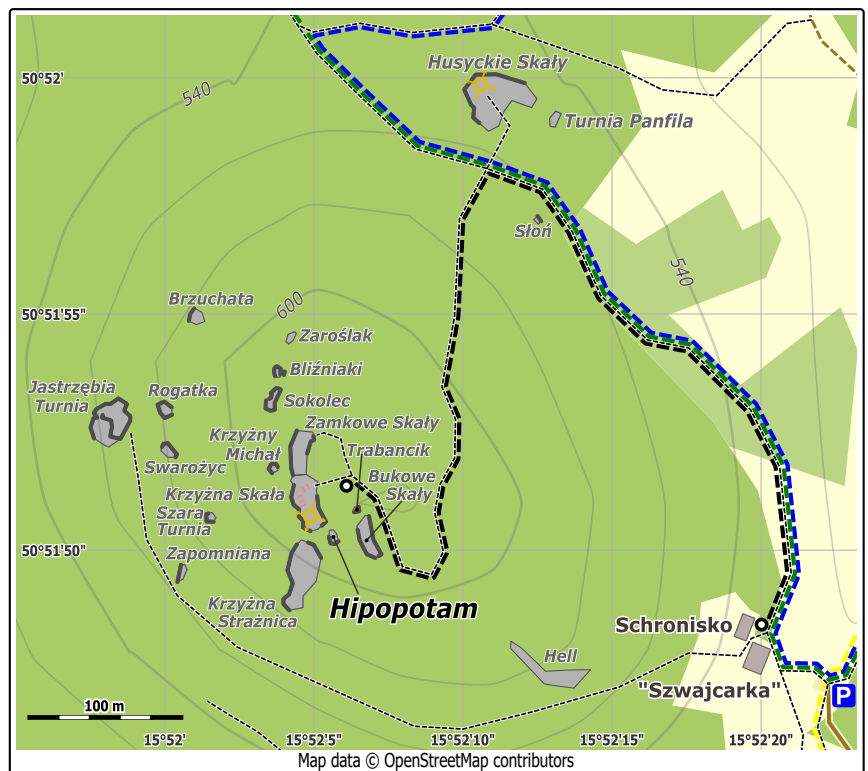 50°52'
540
Husyckie Skały
Turnia Panfila
Słoń
540
50°51'55"
Brzuchata
600
Zaroślak
Bliźniaki
Jastrzębia
Turnia
Rogatka
Sokolec
Zamkowe Skały
Krzyżny
Michał
Trabancik
Swarożyc
Bukowe
Skały
Krzyżna Skała
Szara
Turnia
50°51'50"
Zapomniana
Krzyżna
Strażnica
Hipopotam
Schronisko
Hell
"Szwajcarka"
P
100 m
15°52'
15°52'5"
15°52'10"
15°52'15"
15°52'20"
Map data © OpenStreetMap contributors